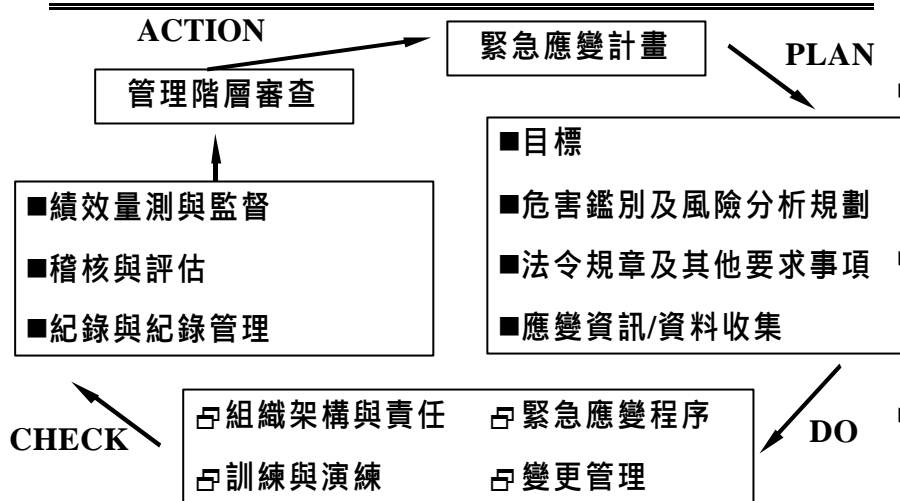 ACTION
緊急應變計畫
PLAN
管理階層審查
■目標
■危害鑑別及風險分析規劃
■法令規章及其他要求事項
■應變資訊/資料收集
■績效量測與監督
■稽核與評估
■紀錄與紀錄管理
組織架構與責任 緊急應變程序
訓練與演練 變更管理
CHECK
DO